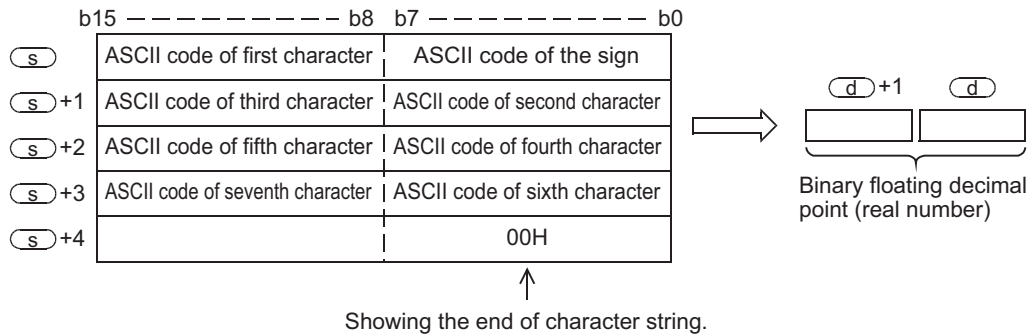 b15 — — — — — — b8 b7 — — — — — — b0
s ASCII code of first character ASCII code of the sign
s +1 ASCII code of third character ASCII code of second character
d +1 d
s +2 ASCII code of fifth character ASCII code of fourth character
s +3 ASCII code of seventh character ASCII code of sixth character
Binary floating decimal
point (real number)
s +4 00H
Showing the end of character string.